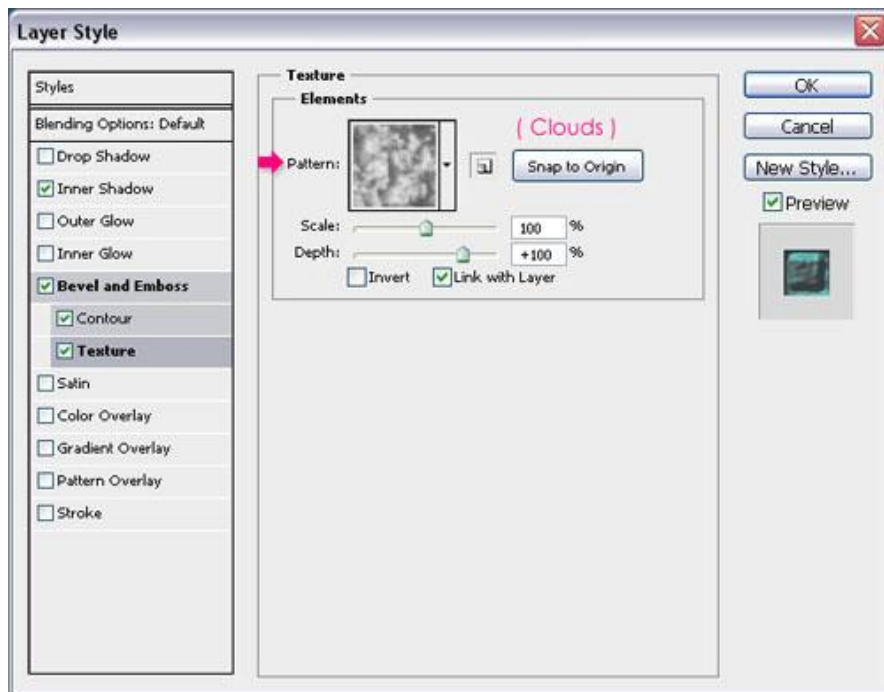 Layer Style
Styles
Blending Options: Default
Drop Shadow
Inner Shadow
Outer Glow
Inner Glow
Bevel and Emboss
Contour
Texture
Satin
Color Overlay
Gradient Overlay
Pattern Overlay
Stroke
Texture
Elements
( Clouds )
Pattern:
Snap to Origin
Scale: 100 %
Depth: +100 %
Invert Link with Layer
OK
Cancel
New Style...
Preview